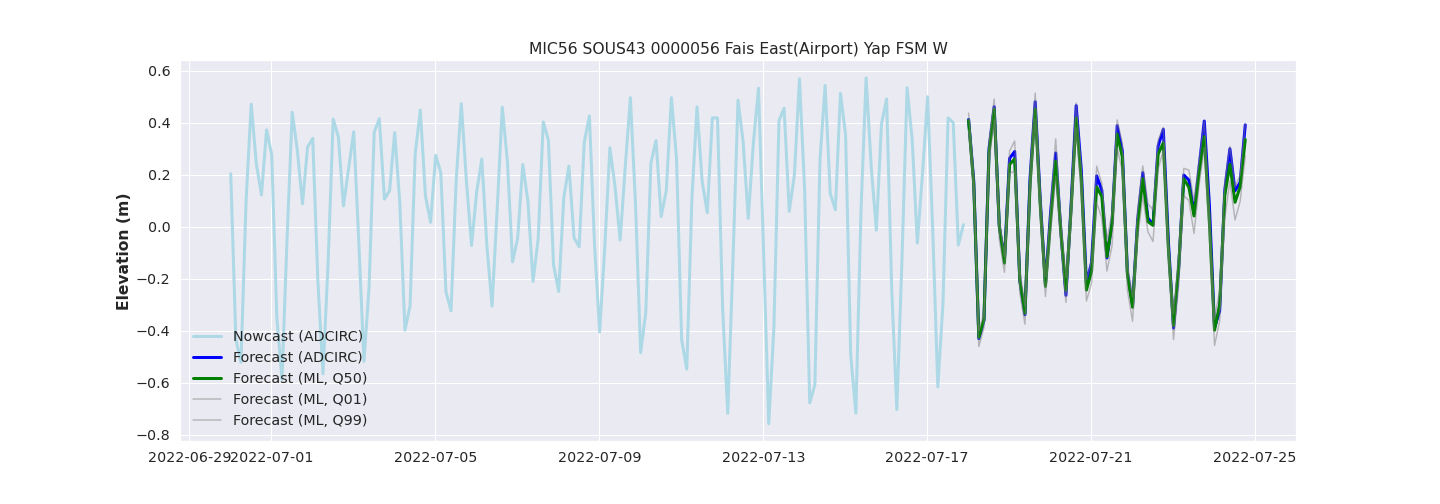 MIC56 SOUS43 0000056 Fais East(Airport) Yap FSM W
0.6
0.4
0.2
0.0
−0.2
−0.4
−0.6
−0.8
Elevation (m)
Nowcast (ADCIRC)
Forecast (ADCIRC)
Forecast (ML, Q50)
Forecast (ML, Q01)
Forecast (ML, Q99)
2022-06-29 2022-07-01 2022-07-05 2022-07-09 2022-07-13 2022-07-17 2022-07-21 2022-07-25